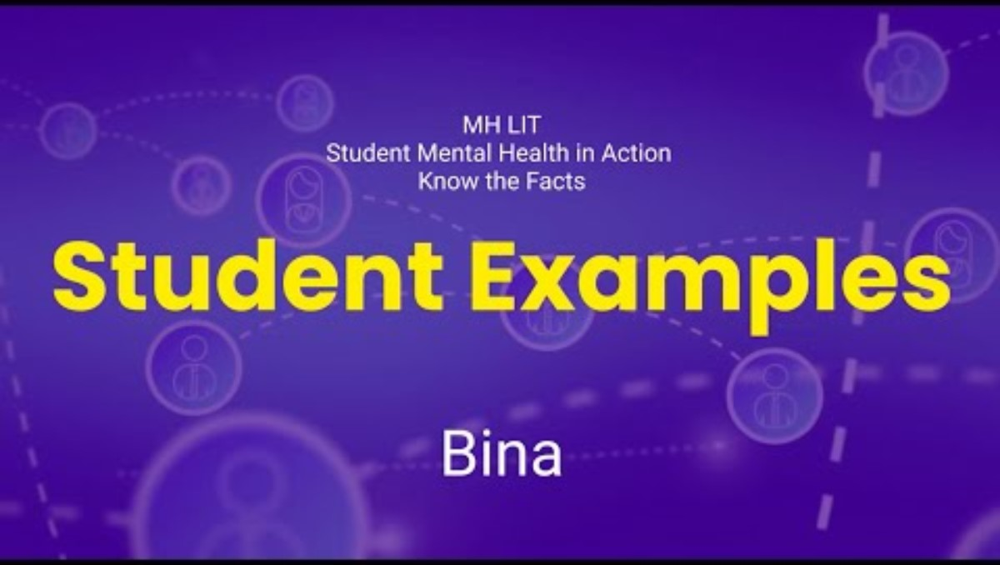 MH LIT
Student Mental Health in Action
Know the Facts
Student Examples
Bina